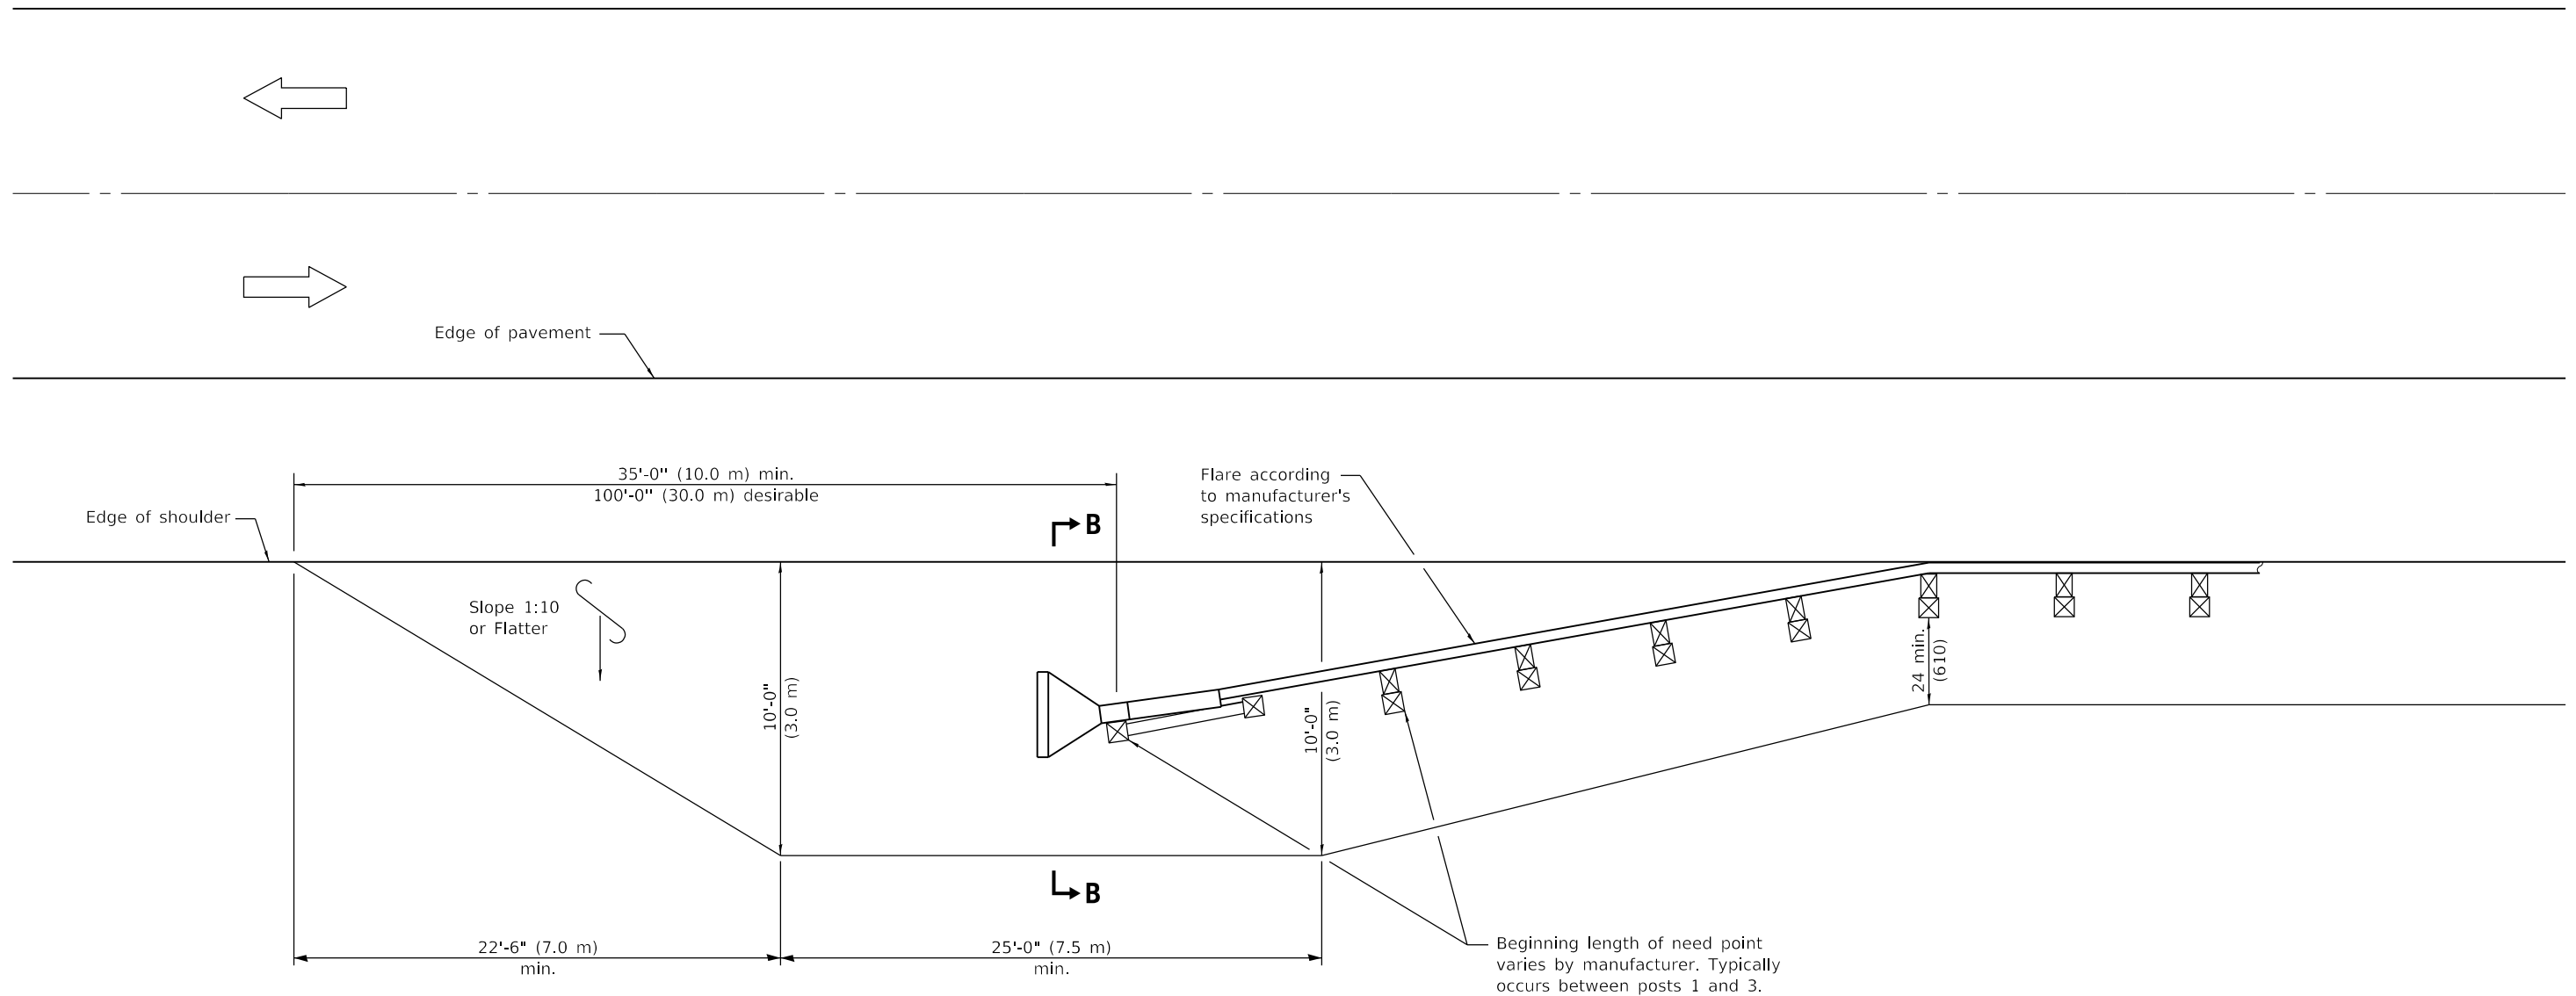 Edge of pavement
35'-0" (10.0 m) min.
100'-0" (30.0 m) desirable
Flare according
to manufacturer's
specifications
Edge of shoulder
B
Slope 1:10
or Flatter
10'-0"
(3.0 m)
10'-0"
(3.0 m)
24 min.
(610)
B
22'-6" (7.0 m)
min.
25'-0" (7.5 m)
min.
Beginning length of need point
varies by manufacturer. Typically
occurs between posts 1 and 3.